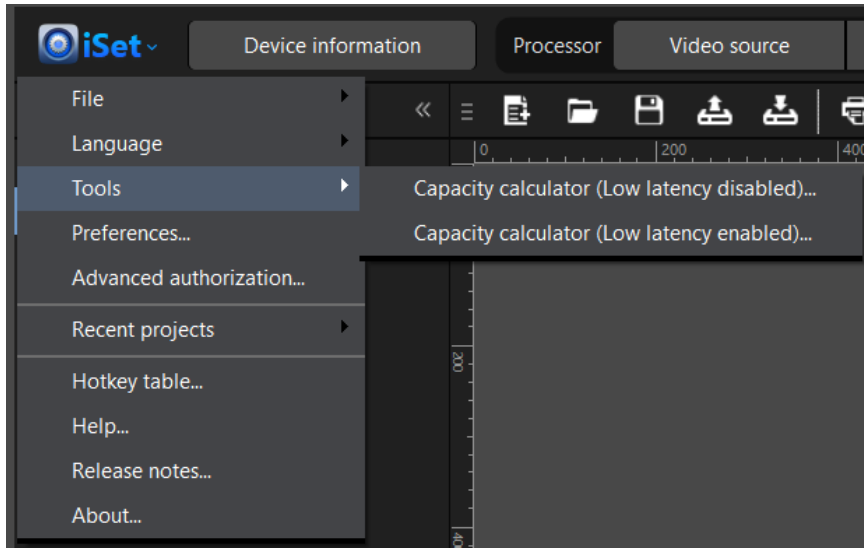 iSet
Device information
Processor
Video source
File
Language
Tools
Capacity calculator (Low latency disabled)...
Capacity calculator (Low latency enabled)...
Preferences...
Advanced authorization...
Recent projects
Hotkey table...
Help...
Release notes...
About...
0
200
400
200